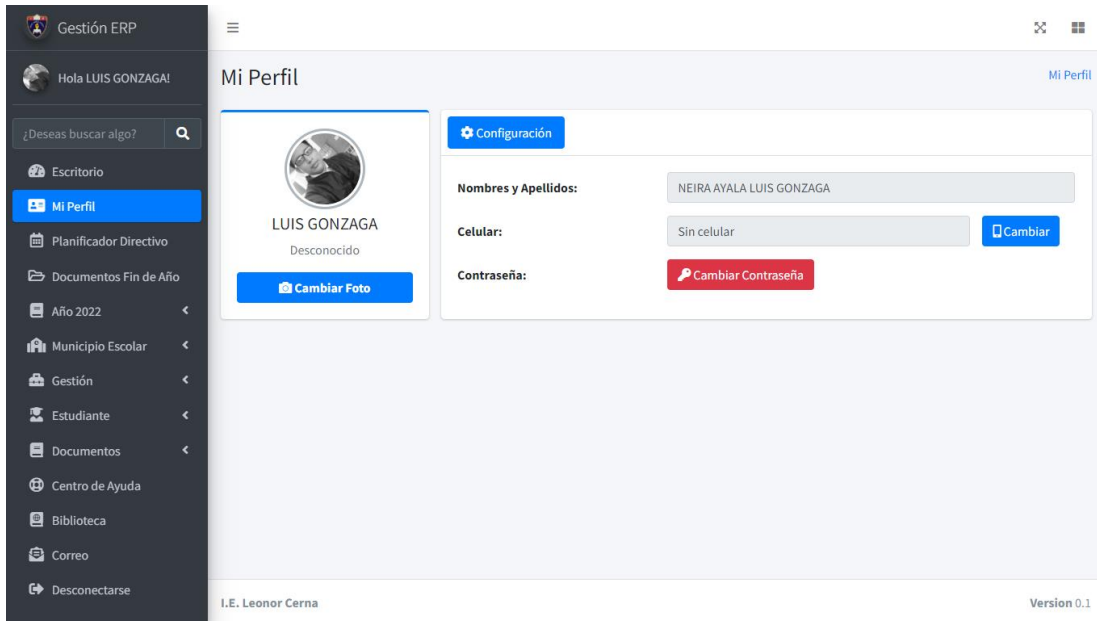 Gestión ERP
Hola LUIS GONZAGA!
¿Deseas buscar algo?
Escritorio
Mi Perfil
Planificador Directivo
Documentos Fin de Año
Año 2022
Municipio Escolar
Gestión
Estudiante
Documentos
Centro de Ayuda
Biblioteca
Correo
Desconectarse
Mi Perfil
Mi Perfil
LUIS GONZAGA
Desconocido
Cambiar Foto
Configuración
Nombres y Apellidos: NEIRA AYALA LUIS GONZAGA
Celular: Sin celular Cambiar
Contraseña: Cambiar Contraseña
I.E. Leonor Cerna
Version 0.1